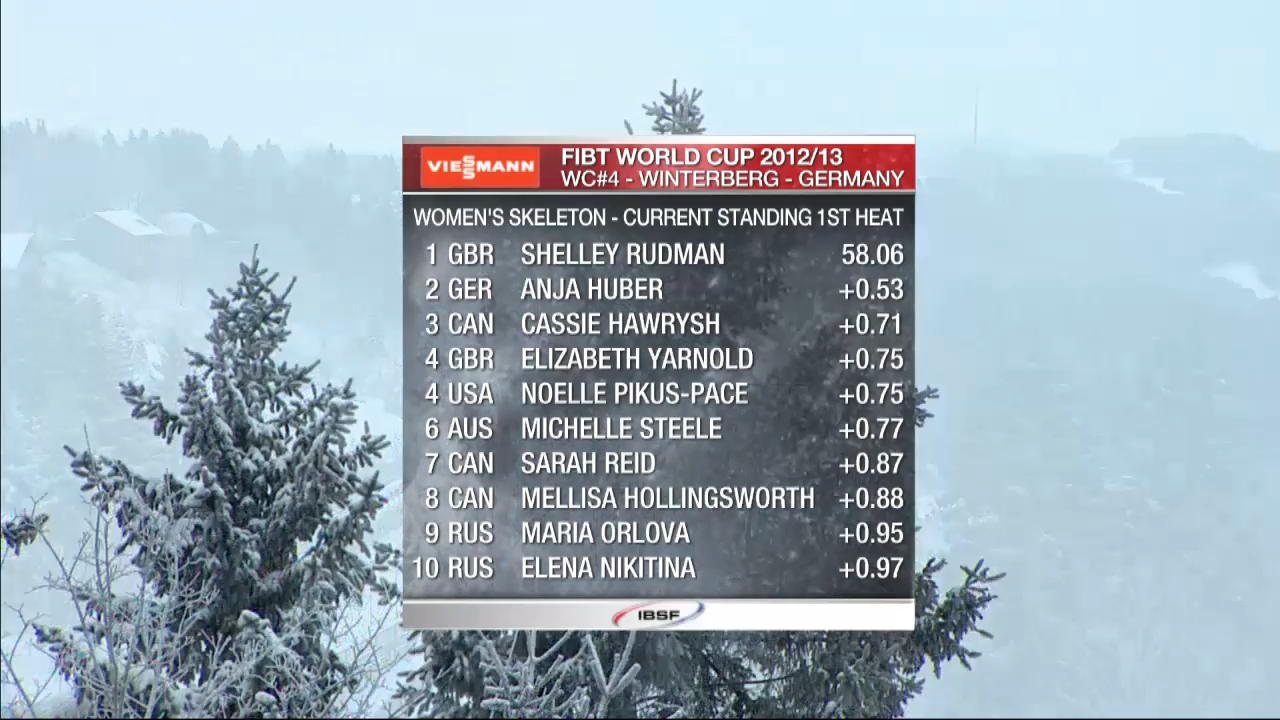 VIESSMANN
FIBT WORLD CUP 2012/13
WC#4 - WINTERBERG - GERMANY
WOMEN'S SKELETON - CURRENT STANDING 1ST HEAT
1 GBR SHELLEY RUDMAN 58.06
2 GER ANJA HUBER +0.53
3 CAN CASSIE HAWRYSH +0.71
4 GBR ELIZABETH YARNOLD +0.75
4 USA NOELLE PIKUS-PACE +0.75
6 AUS MICHELLE STEELE +0.77
7 CAN SARAH REID +0.87
8 CAN MELLISA HOLLINGSWORTH +0.88
9 RUS MARIA ORLOVA +0.95
10 RUS ELENA NIKITINA +0.97
IBSF